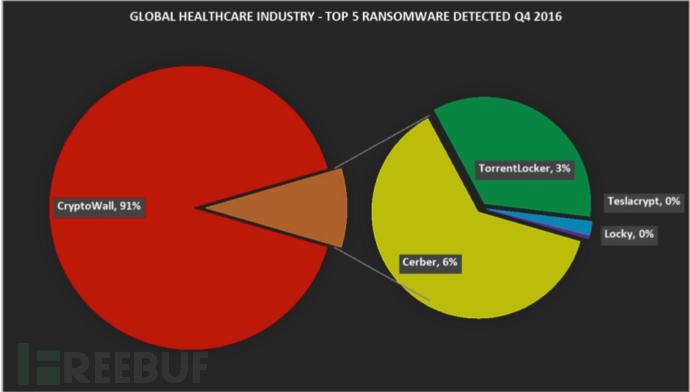 GLOBAL HEALTHCARE INDUSTRY - TOP 5 RANSOMWARE DETECTED Q4 2016
CryptoWall, 91%
TorrentLocker, 3%
Teslacrypt, 0%
Locky, 0%
Cerber, 6%
FREEBUF